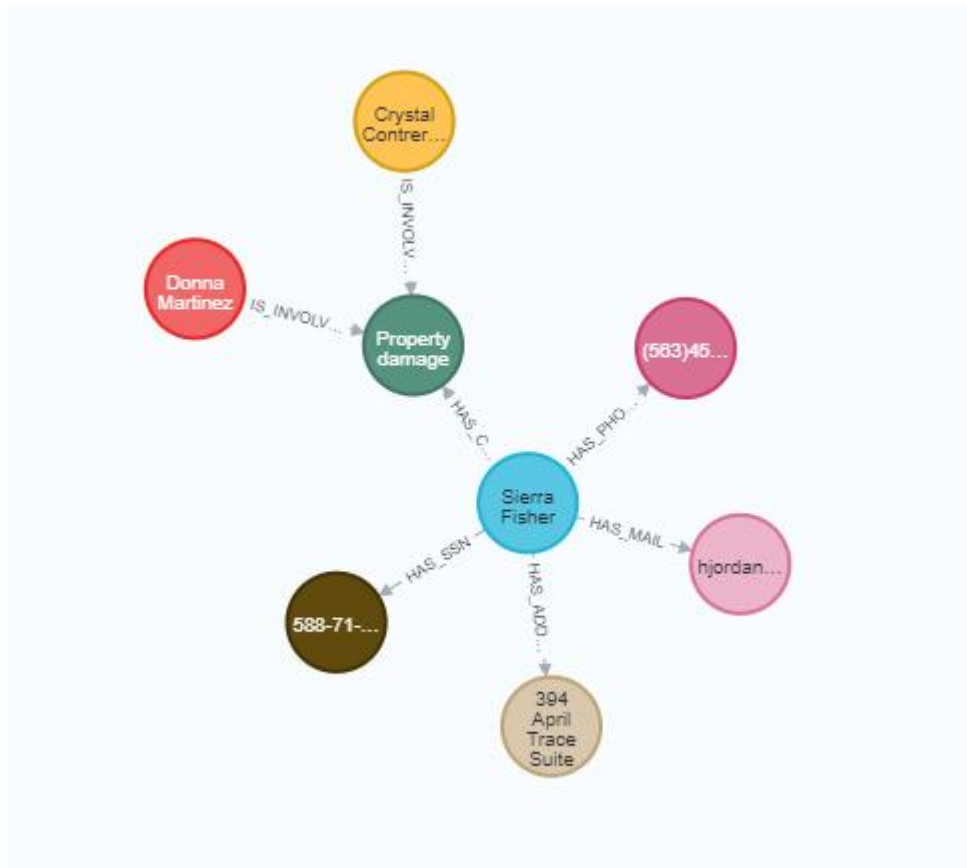 Crystal
Contrer...
IS_INVOLV...
Donna
Martinez
IS_INVOLV...
Property
damage
(563)45...
HAS_C...
HAS_PHO...
Sierra
Fisher
HAS_MAIL
hjordan...
HAS_SSN
HAS_ADD...
588-71-...
394
April
Trace
Suite